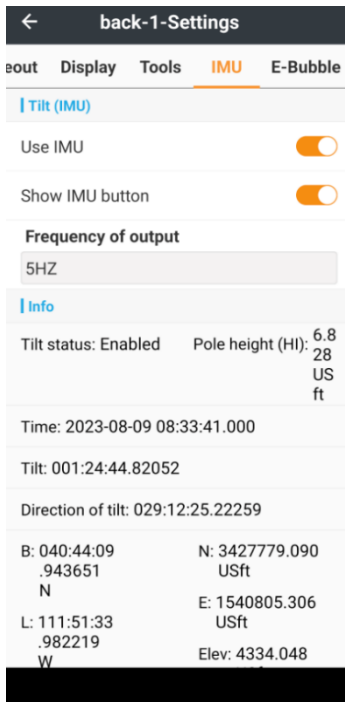 back-1-Settings
eout Display Tools IMU E-Bubble
Tilt (IMU)
Use IMU
Show IMU button
Frequency of output
5HZ
Info
Tilt status: Enabled
Pole height (HI): 6.8
28
US
ft
Time: 2023-08-09 08:33:41.000
Tilt: 001:24:44.82052
Direction of tilt: 029:12:25.22259
B: 040:44:09
.943651
N
L: 111:51:33
.982219
W
N: 3427779.090
USft
E: 1540805.306
USft
Elev: 4334.048